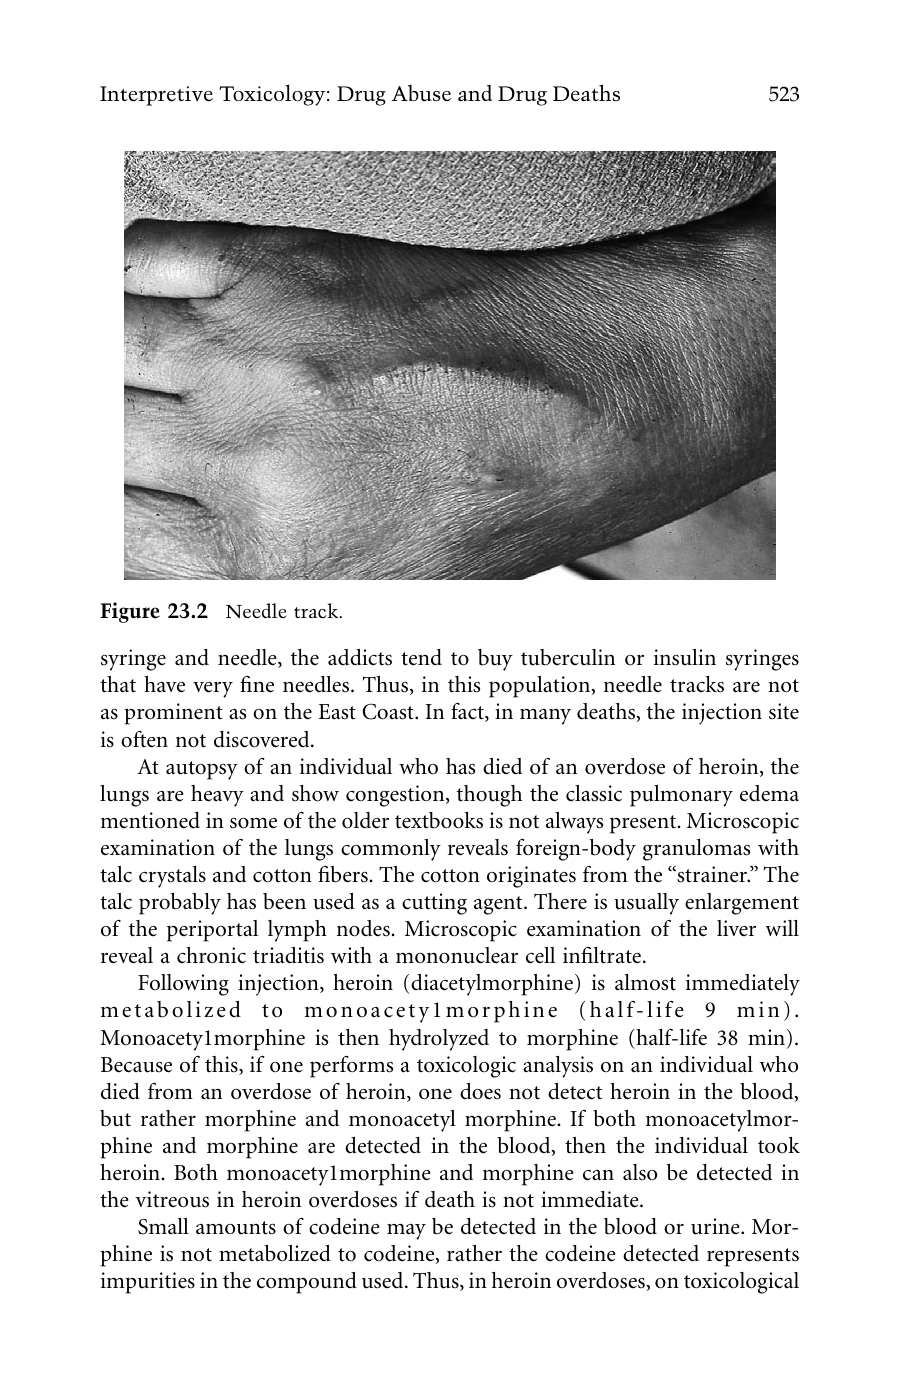 Interpretive Toxicology: Drug Abuse and Drug Deaths 523
Figure 23.2 Needle track.
syringe and needle, the addicts tend to buy tuberculin or insulin syringes
that have very fine needles. Thus, in this population, needle tracks are not
as prominent as on the East Coast. In fact, in many deaths, the injection site
is often not discovered.
At autopsy of an individual who has died of an overdose of heroin, the
lungs are heavy and show congestion, though the classic pulmonary edema
mentioned in some of the older textbooks is not always present. Microscopic
examination of the lungs commonly reveals foreign-body granulomas with
talc crystals and cotton fibers. The cotton originates from the “strainer.” The
talc probably has been used as a cutting agent. There is usually enlargement
of the periportal lymph nodes. Microscopic examination of the liver will
reveal a chronic triaditis with a mononuclear cell infiltrate.
Following injection, heroin (diacetylmorphine) is almost immediately
metabolized to monoacety1morphine (half-life 9 min).
Monoacety1morphine is then hydrolyzed to morphine (half-life 38 min).
Because of this, if one performs a toxicologic analysis on an individual who
died from an overdose of heroin, one does not detect heroin in the blood,
but rather morphine and monoacetyl morphine. If both monoacetylmor-
phine and morphine are detected in the blood, then the individual took
heroin. Both monoacety1morphine and morphine can also be detected in
the vitreous in heroin overdoses if death is not immediate.
Small amounts of codeine may be detected in the blood or urine. Mor-
phine is not metabolized to codeine, rather the codeine detected represents
impurities in the compound used. Thus, in heroin overdoses, on toxicological